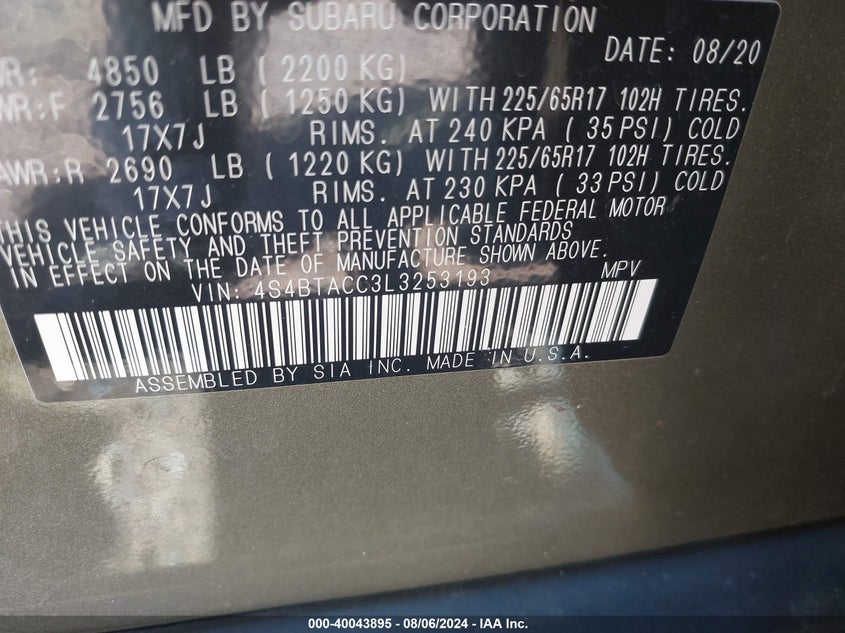 MFD BY SUBARU CORPORATION
DATE: 08/20
WR: 4850 LB ( 2200 KG)
WR:F 2756 LB ( 1250 KG) WITH 225/65R17 102H TIRES.
17X7J RIMS. AT 240 KPA ( 35 PSI) COLD
AWR:R 2690 LB ( 1220 KG) WITH 225/65R17 102H TIRES.
17X7J RIMS. AT 230 KPA ( 33 PSI) COLD
THIS VEHICLE CONFORMS TO ALL APPLICABLE FEDERAL MOTOR
VEHICLE SAFETY AND THEFT PREVENTION STANDARDS
IN EFFECT ON THE DATE OF MANUFACTURE SHOWN ABOVE.
VIN: 4S4BTACC3L3253193 MPV
ASSEMBLED BY SIA INC. MADE IN U.S.A.
000-40043895 - 08/06/2024 - IAA Inc.